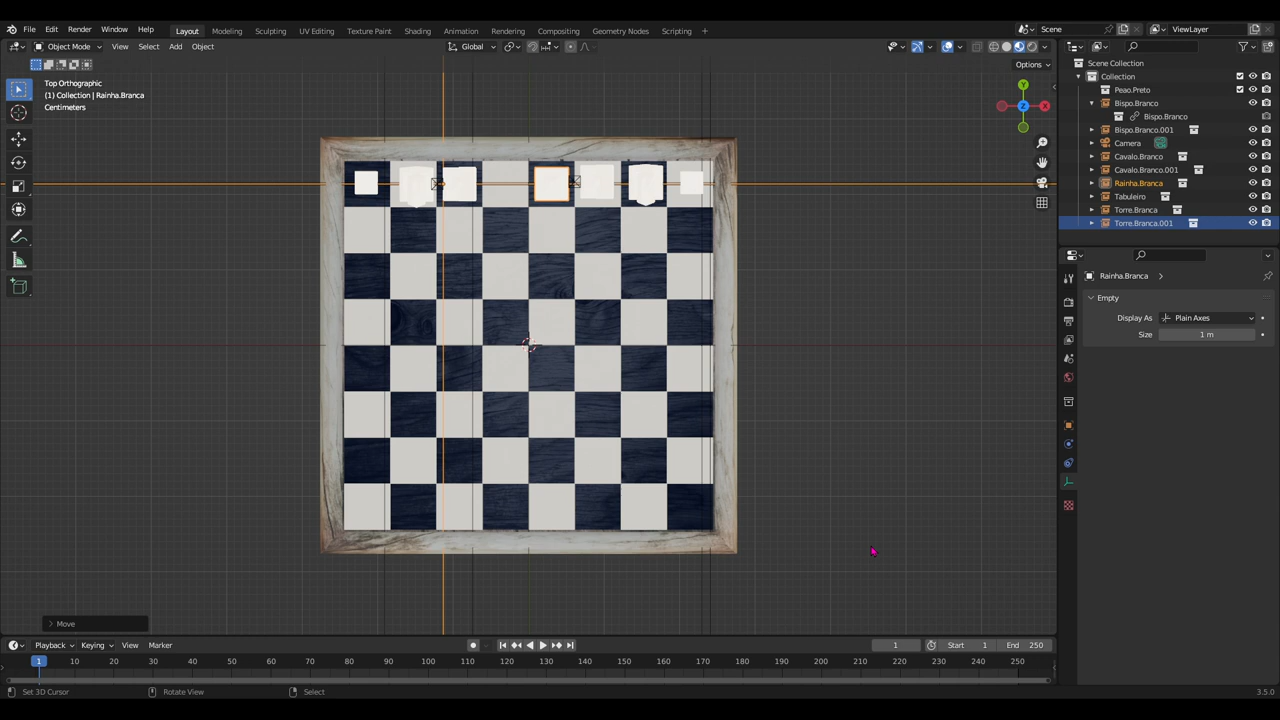 File Edit Render Window Help Layout Modeling Sculpting UV Editing Texture Paint Shading Animation Rendering Compositing Geometry Nodes Scripting + Scene ViewLayer
Object Mode View Select Add Object Global
Options
Top Orthographic
(1) Collection | Rainha.Branca
Centimeters
Y
X
Z
Scene Collection
Collection
Peao.Preto
Bispo.Branco
Bispo.Branco
Bispo.Branco.001
Camera
Cavalo.Branco
Cavalo.Branco.001
Rainha.Branca
Tabuleiro
Torre.Branca
Torre.Branca.001
Rainha.Branca
Empty
Display As Plain Axes
Size 1 m
Move
Playback Keying View Marker 1 Start 1 End 250
1 10 20 30 40 50 60 70 80 90 100 110 120 130 140 150 160 170 180 190 200 210 220 230 240 250
Set 3D Cursor Rotate View Select 3.5.0